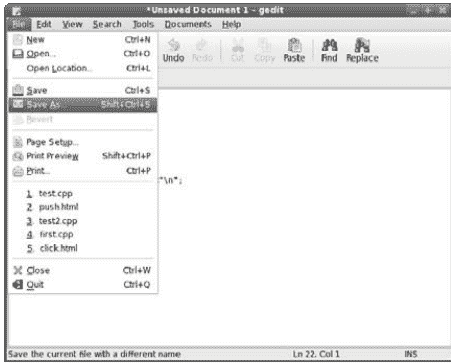 *Unsaved Document 1 - gedit
File Edit View Search Tools Documents Help
New Ctrl+N
Open... Ctrl+O
Open Location... Ctrl+L
Save Ctrl+S
Save As Shift+Ctrl+S
Revert
Page Setup...
Print Preview Shift+Ctrl+P
Print... Ctrl+P
1. test.cpp
2. push.html
3. test2.cpp
4. first.cpp
5. click.html
Close Ctrl+W
Quit Ctrl+Q
Undo Redo Cut Copy Paste Find Replace
"\n";
Save the current file with a different name Ln 22, Col 1 INS